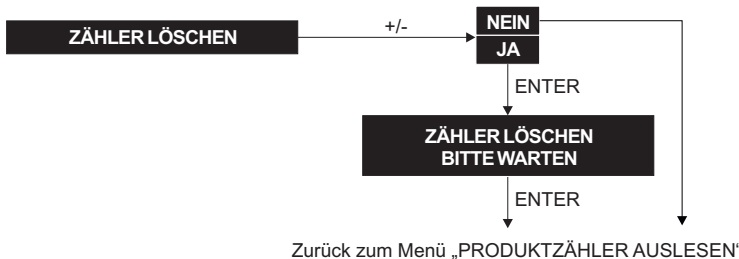 ZÄHLER LÖSCHEN
+/-
NEIN
JA
ENTER
ZÄHLER LÖSCHEN
BITTE WARTEN
ENTER
Zurück zum Menü „PRODUKTZÄHLER AUSLESEN‘